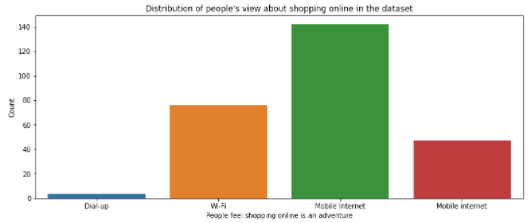 Distribution of people's view about shopping online in the dataset
140
120
100
80
60
40
20
0
Count
Dial-up
Wi-Fi
Mobile Internet
Mobile internet
People feel shopping online is an adventure